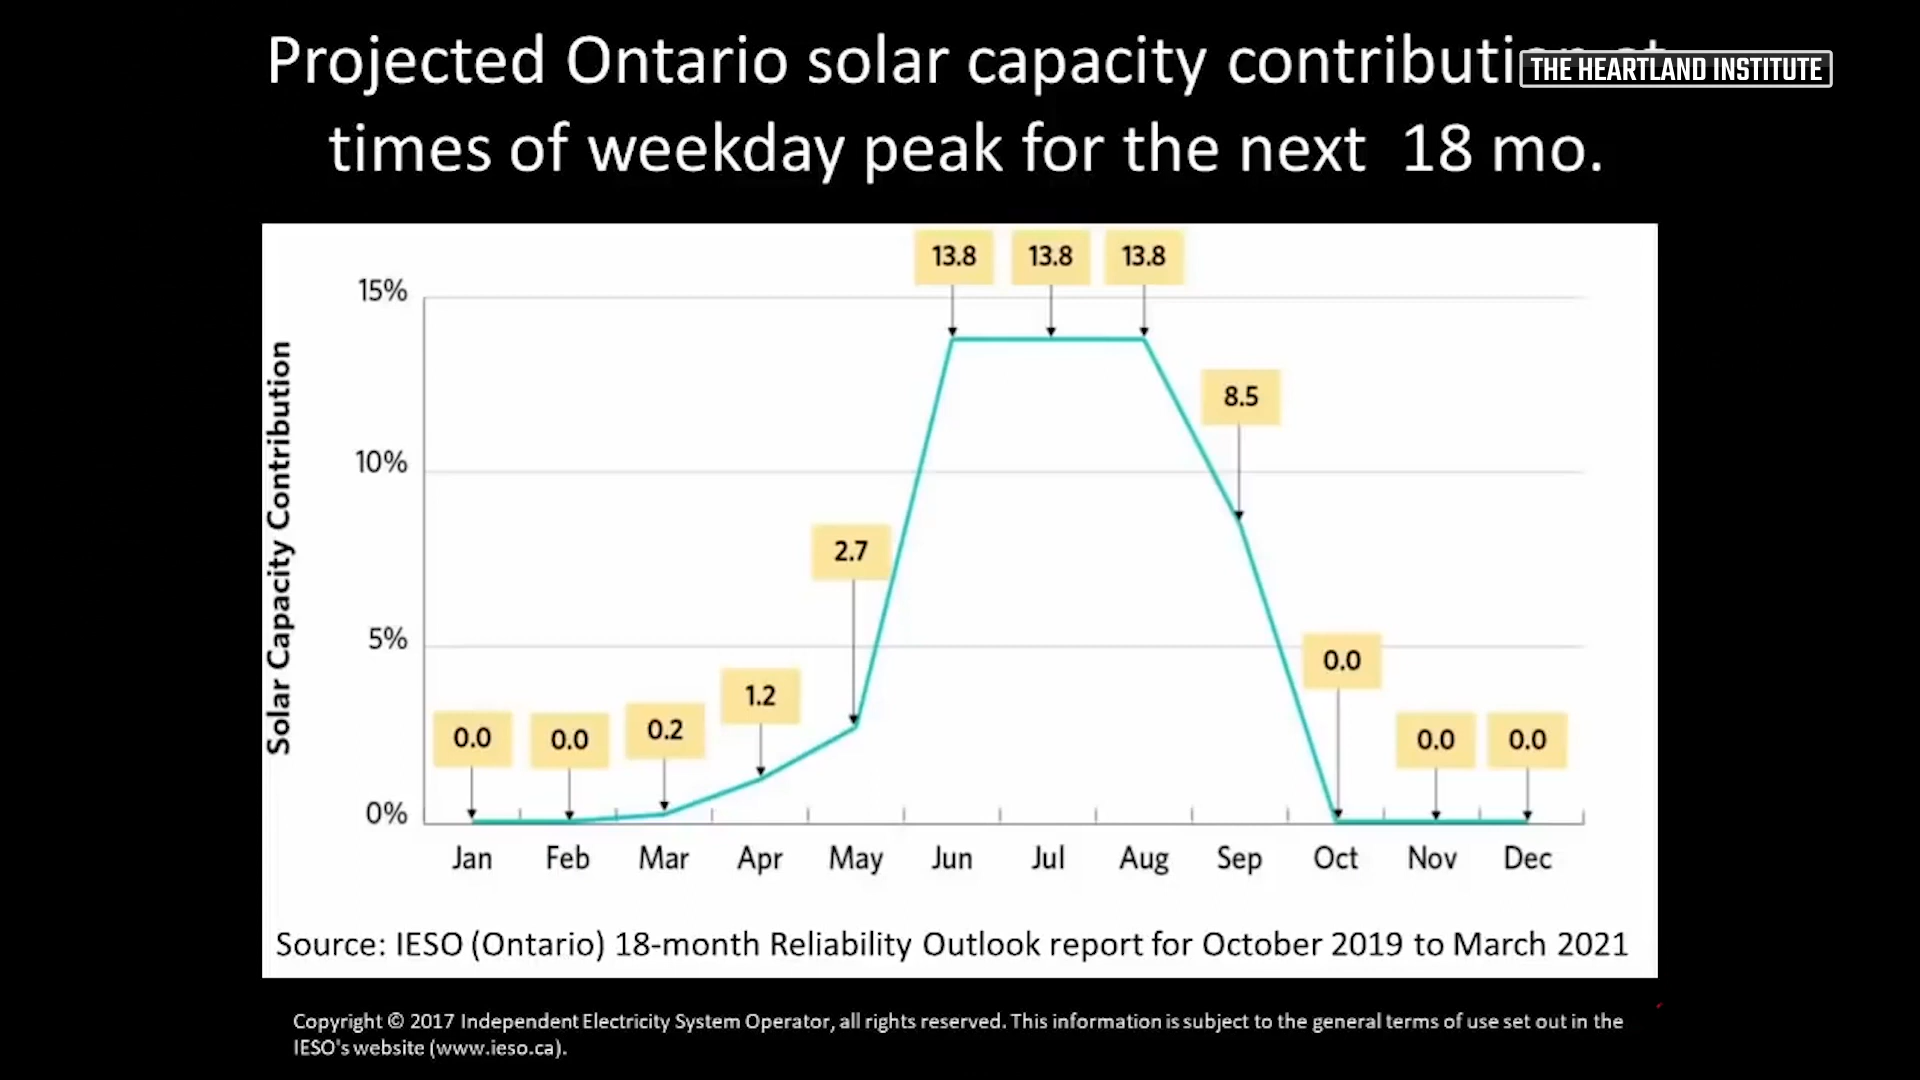 Projected Ontario solar capacity contribution at
THE HEARTLAND INSTITUTE
times of weekday peak for the next 18 mo.
13.8 13.8 13.8
15%
8.5
10%
2.7
5%
0.0
1.2
0.2
0.0 0.0 0.0 0.0
0%
Solar Capacity Contribution
Jan Feb Mar Apr May Jun Jul Aug Sep Oct Nov Dec
Source: IESO (Ontario) 18-month Reliability Outlook report for October 2019 to March 2021
Copyright © 2017 Independent Electricity System Operator, all rights reserved. This information is subject to the general terms of use set out in the
IESO's website (www.ieso.ca).